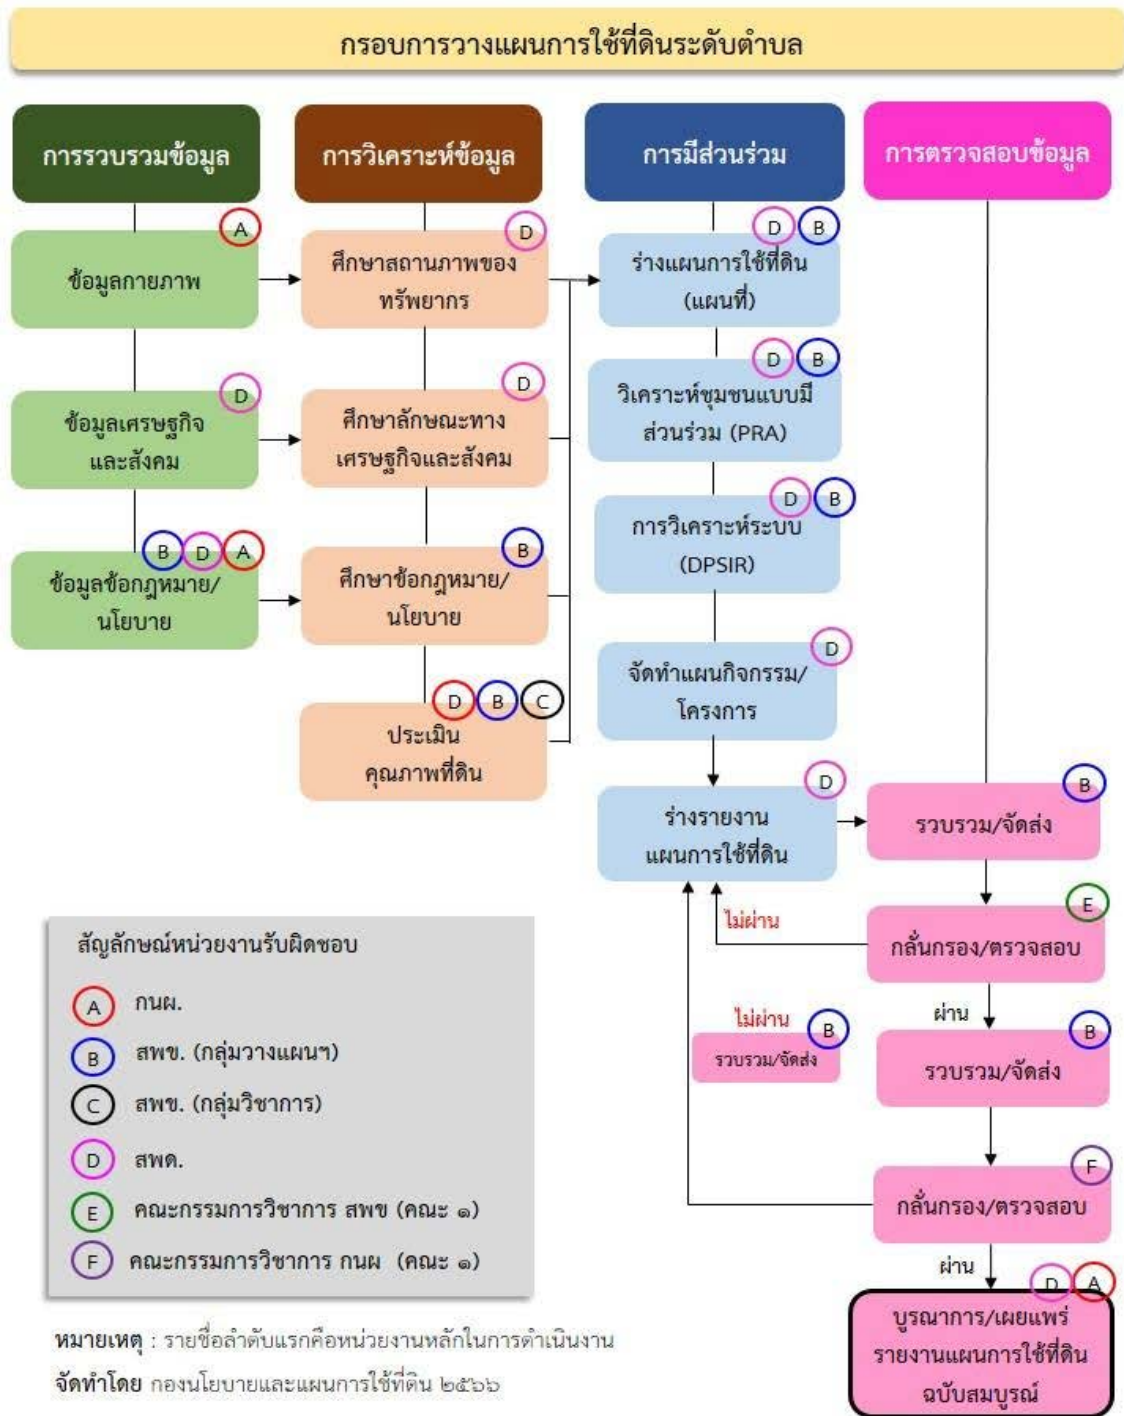 กรอบการวางแผนการใช้ที่ดินระดับตำบล
การรวบรวมข้อมูล
A
ข้อมูลกายภาพ
D
ข้อมูลเศรษฐกิจ
และสังคม
B D A
ข้อมูลข้อกฎหมาย/
นโยบาย
การวิเคราะห์ข้อมูล
D
ศึกษาสถานภาพของ
ทรัพยากร
D
ศึกษาลักษณะทาง
เศรษฐกิจและสังคม
B
ศึกษาข้อกฎหมาย/
นโยบาย
D B C
ประเมิน
คุณภาพที่ดิน
การมีส่วนร่วม
D B
ร่างแผนการใช้ที่ดิน
(แผนที่)
D B
วิเคราะห์ชุมชนแบบมี
ส่วนร่วม (PRA)
D B
การวิเคราะห์ระบบ
(DPSIR)
D
จัดทำแผนกิจกรรม/
โครงการ
D
ร่างรายงาน
แผนการใช้ที่ดิน
การตรวจสอบข้อมูล
B
รวบรวม/จัดส่ง
E
กลั่นกรอง/ตรวจสอบ
ไม่ผ่าน
ผ่าน
B
รวบรวม/จัดส่ง
ไม่ผ่าน
B
รวบรวม/จัดส่ง
F
กลั่นกรอง/ตรวจสอบ
ผ่าน
D A
บูรณาการ/เผยแพร่
รายงานแผนการใช้ที่ดิน
ฉบับสมบูรณ์
สัญลักษณ์หน่วยงานรับผิดชอบ
A กนผ.
B สพข. (กลุ่มวางแผนฯ)
C สพข. (กลุ่มวิชาการ)
D สพด.
E คณะกรรมการวิชาการ สพข (คณะ ๑)
F คณะกรรมการวิชาการ กนผ (คณะ ๑)
หมายเหตุ : รายชื่อลำดับแรกคือหน่วยงานหลักในการดำเนินงาน
จัดทำโดย กองนโยบายและแผนการใช้ที่ดิน ๒๕๖๖